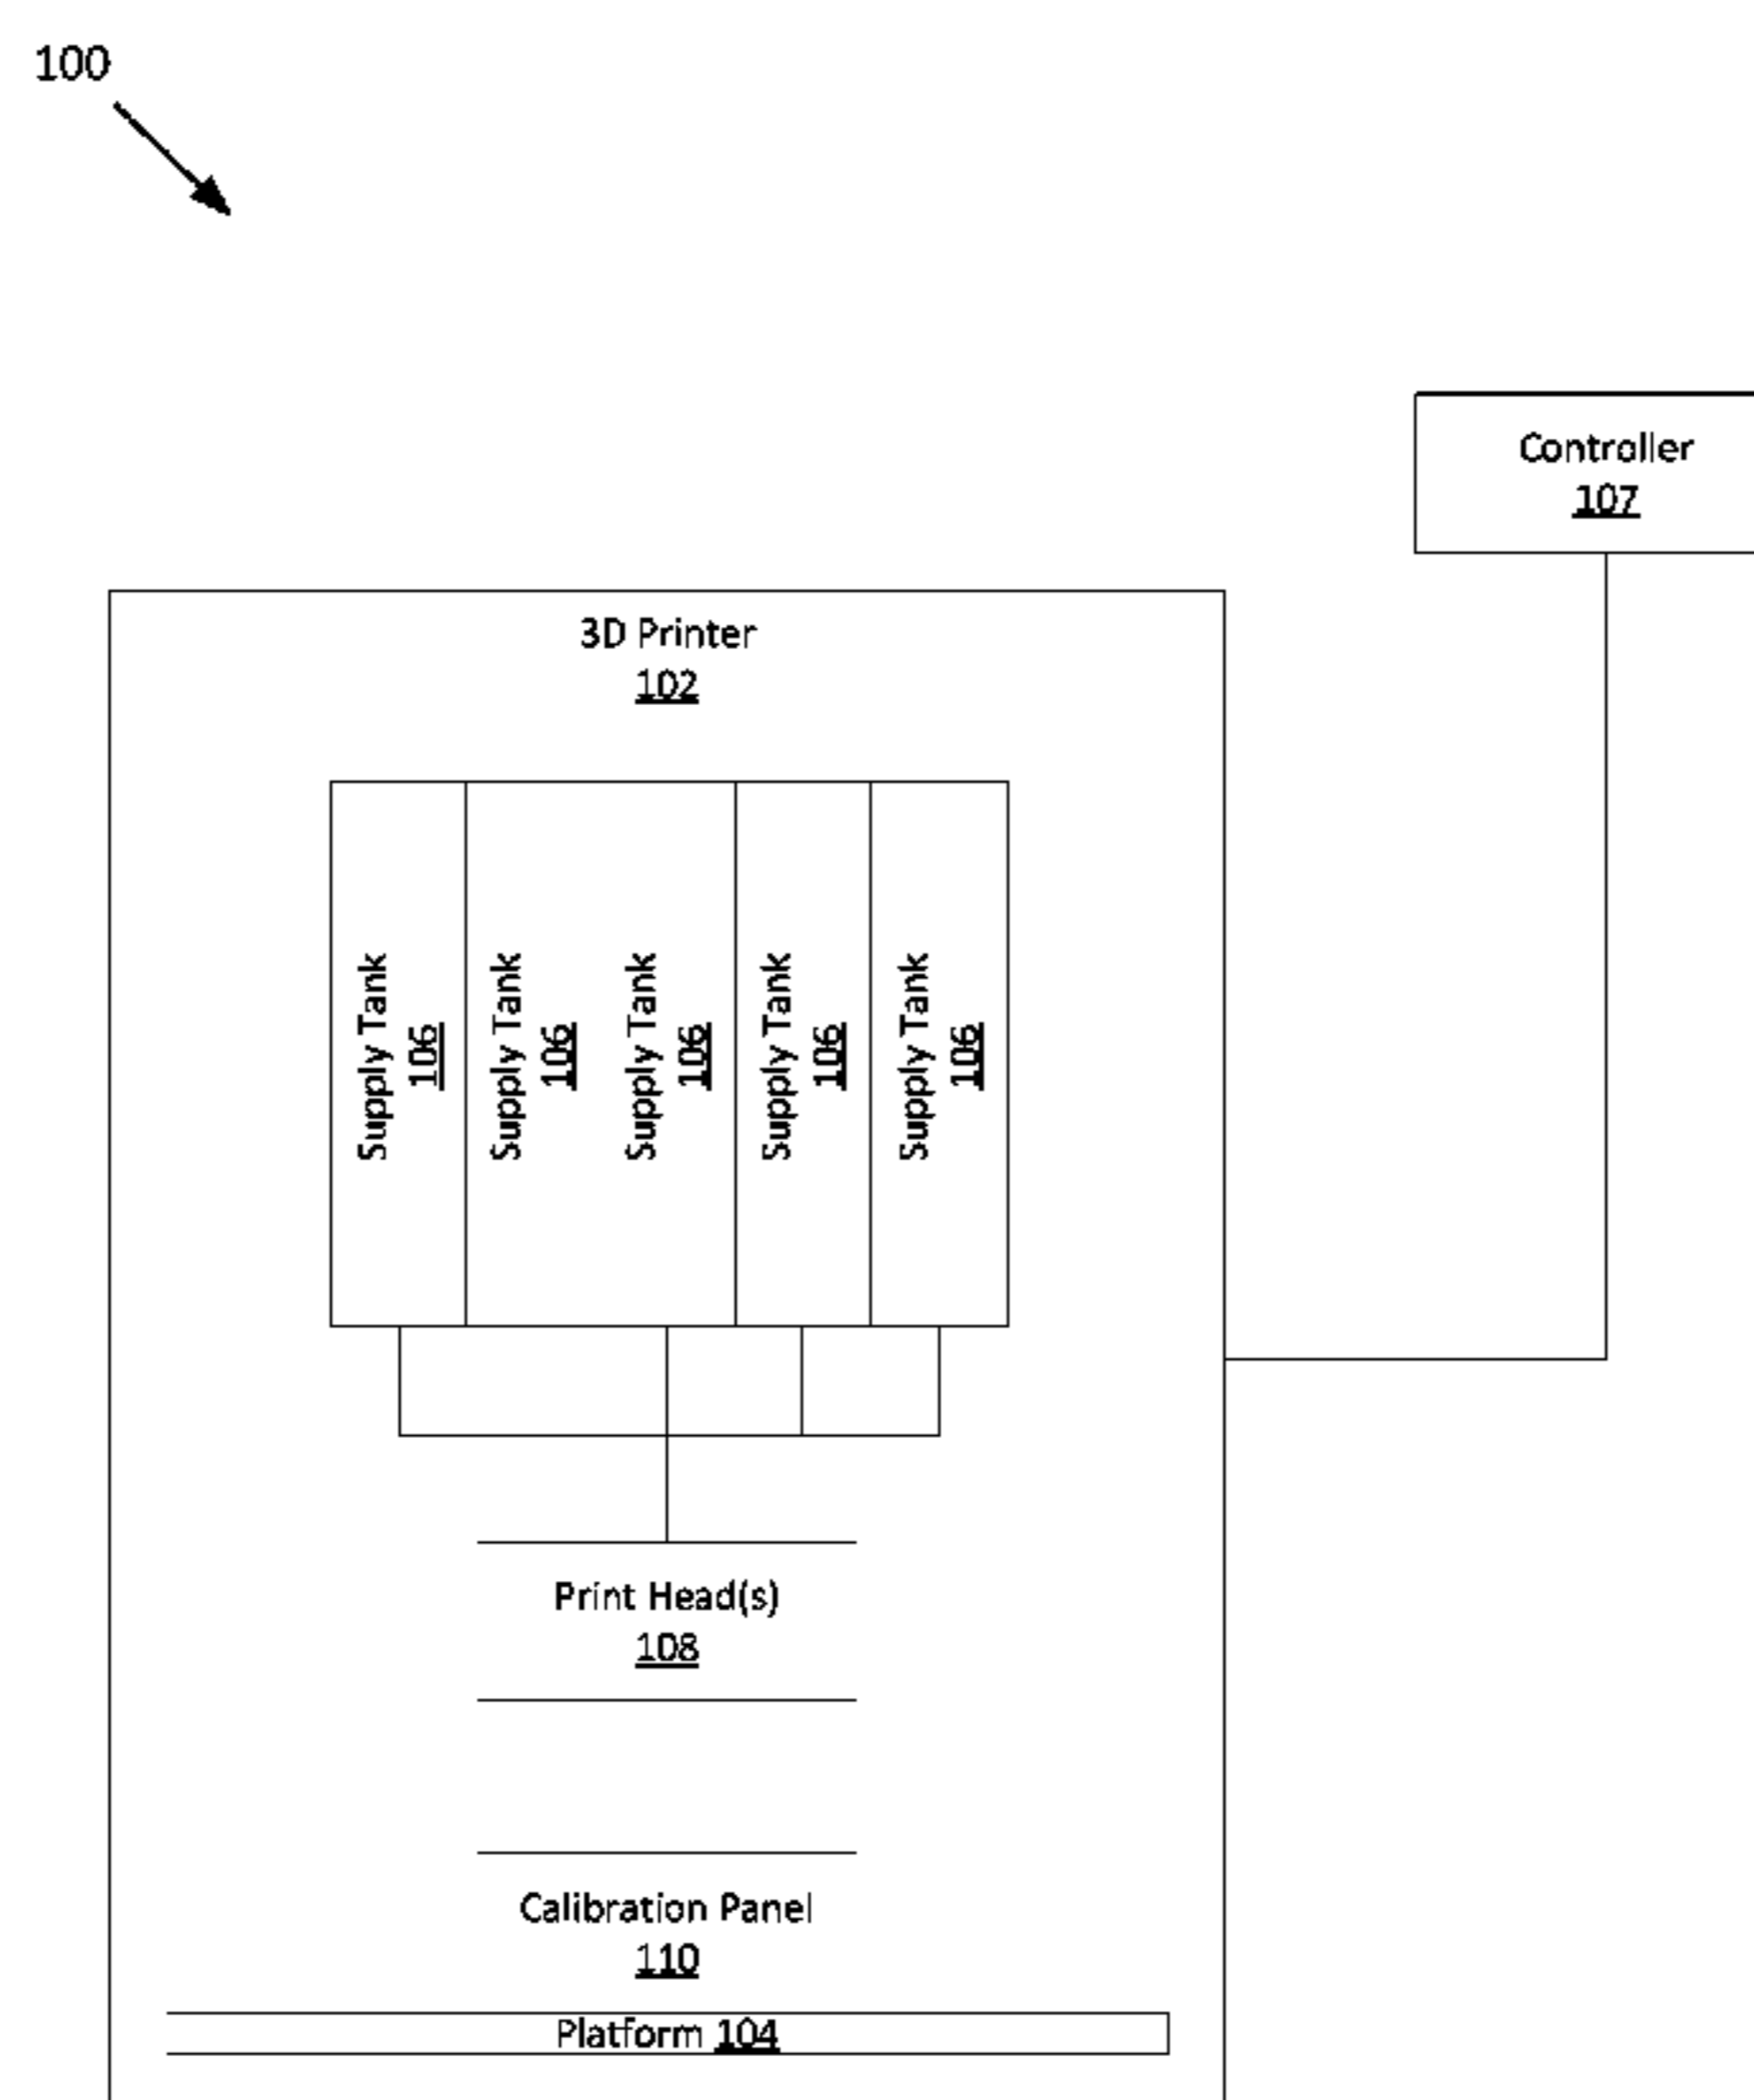 100
Controller
107
3D Printer
102
Supply Tank
106
Supply Tank
106
Supply Tank
106
Supply Tank
106
Supply Tank
106
Print Head(s)
108
Calibration Panel
110
Platform 104